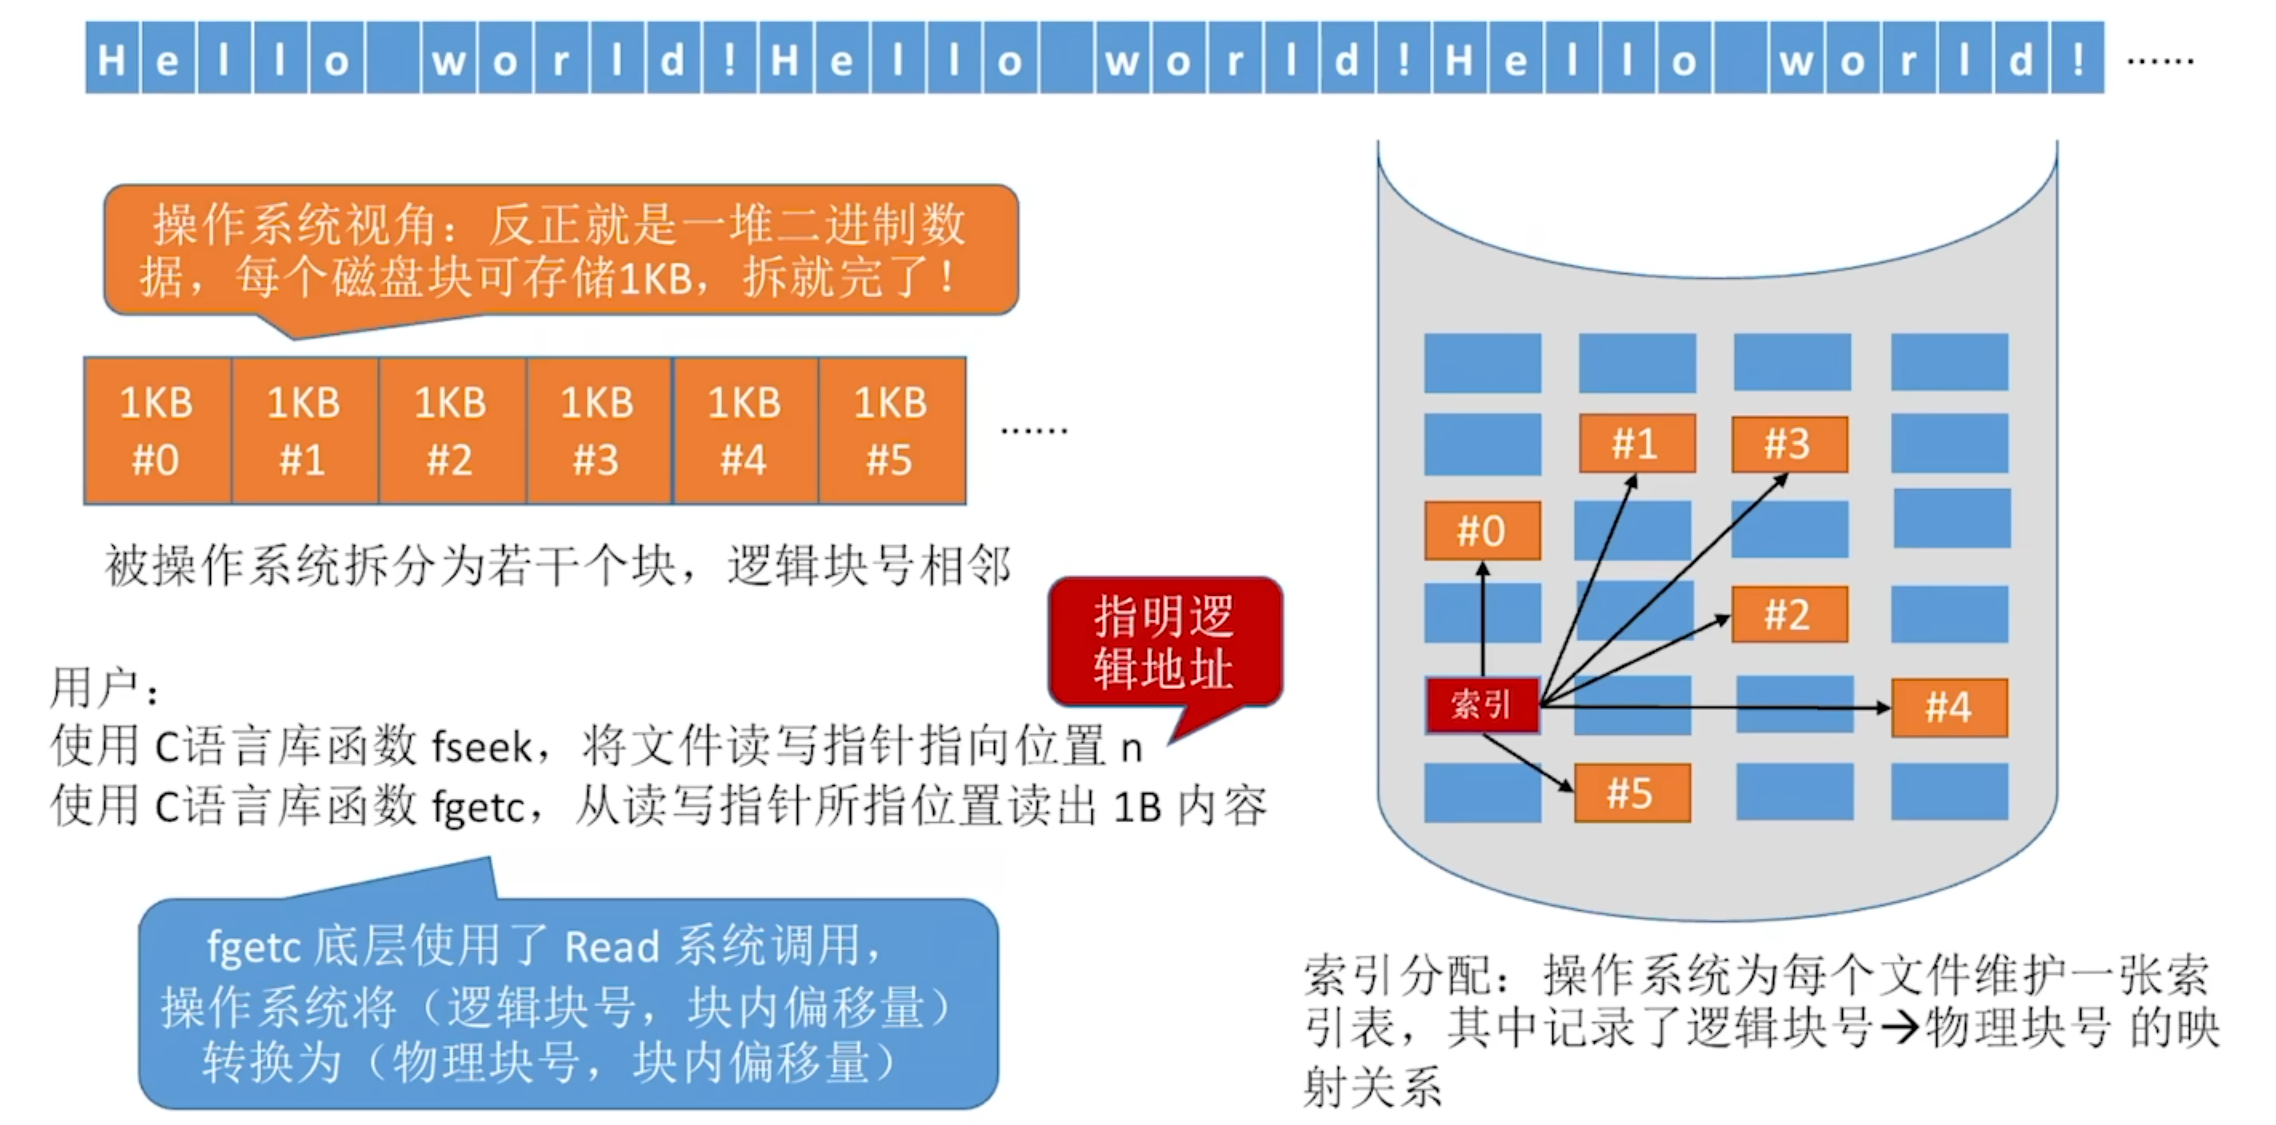 Hello world!Hello world!Hello world! ······
操作系统视角：反正就是一堆二进制数
据，每个磁盘块可存储1KB，拆就完了！
1KB 1KB 1KB 1KB 1KB 1KB
#0 #1 #2 #3 #4 #5 ······
被操作系统拆分为若干个块，逻辑块号相邻
指明逻
辑地址
用户：
使用 C语言库函数 fseek，将文件读写指针指向位置 n
使用 C语言库函数 fgetc，从读写指针所指位置读出 1B 内容
fgetc 底层使用了 Read 系统调用，
操作系统将（逻辑块号，块内偏移量）
转换为（物理块号，块内偏移量）
#1 #3
#0
#2
索引 #4
#5
索引分配：操作系统为每个文件维护一张索
引表，其中记录了逻辑块号→物理块号 的映
射关系